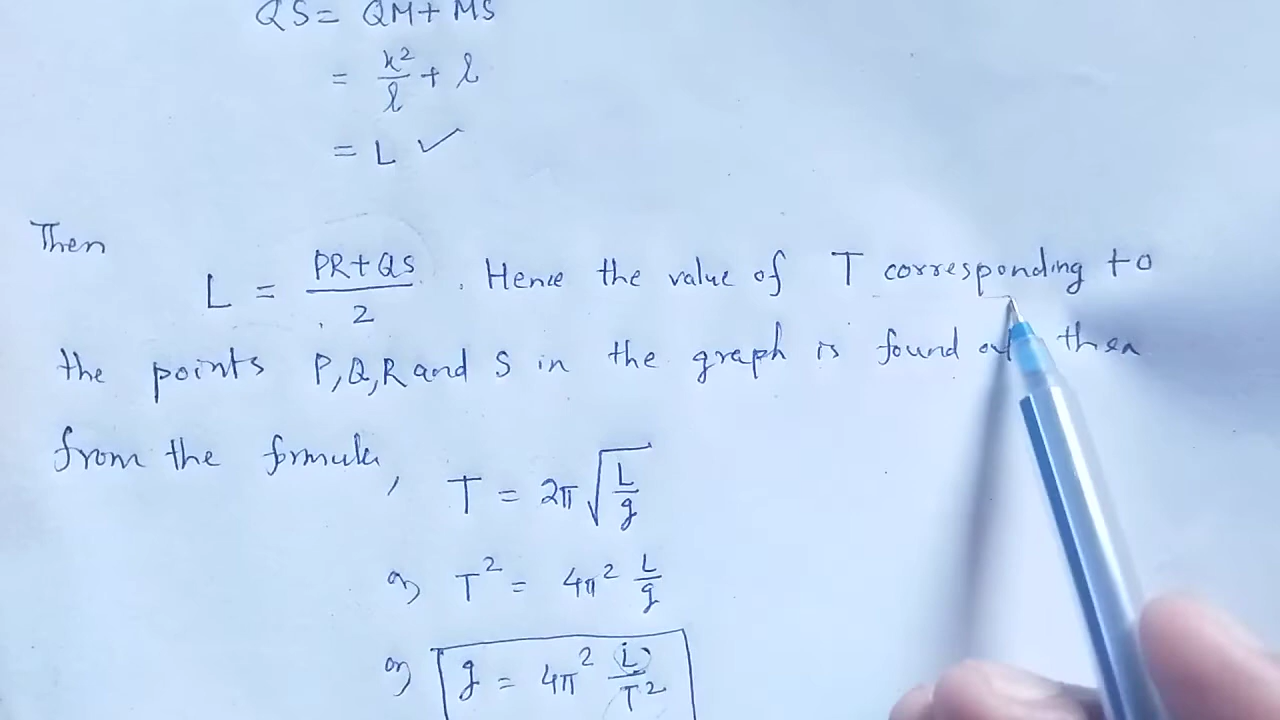 QS = QM + MS
= k²/l + l
= L ✓
Then
L = (PR + QS)/2 . Hence the value of T corresponding to
the points P, Q, R and S in the graph is found out then
from the formula, T = 2π √(L/g)
or T² = 4π² L/g
or g = 4π² L/T²